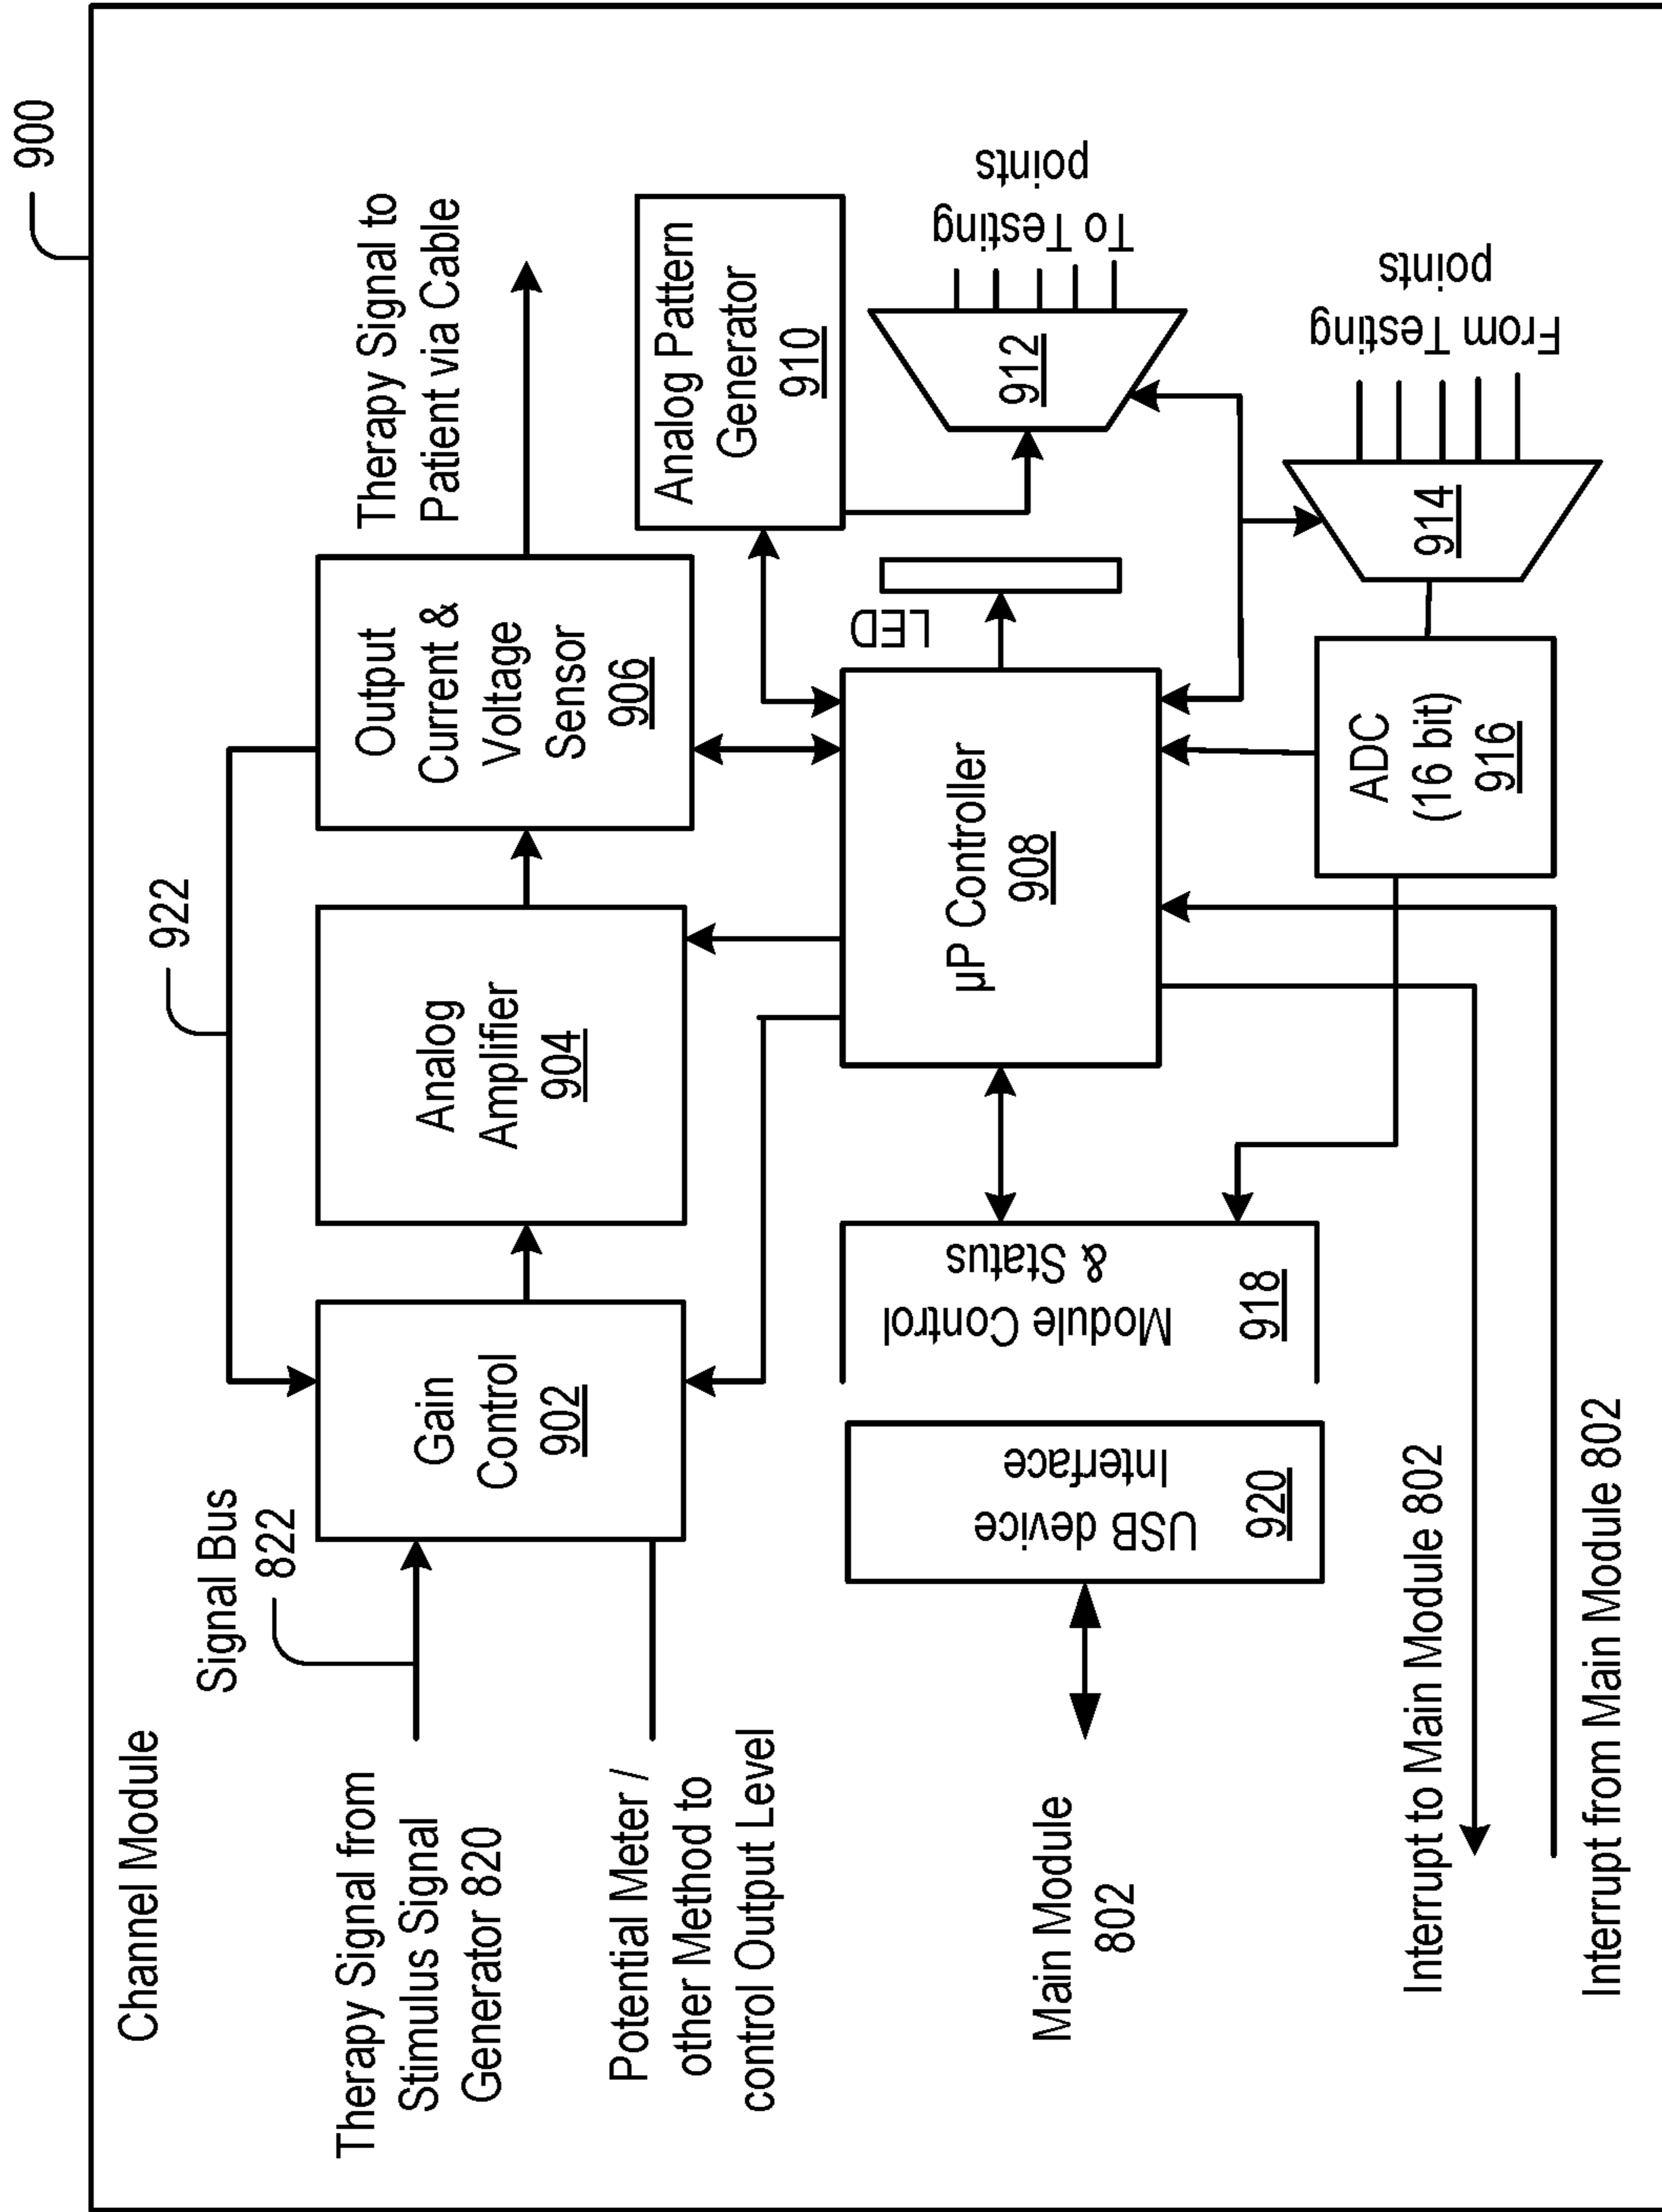 900
Channel Module
922
Signal Bus
822
Therapy Signal from
Stimulus Signal
Generator 820
Potential Meter /
other Method to
control Output Level
Gain
Control
902
Analog
Amplifier
904
Output
Current &
Voltage
Sensor
906
Therapy Signal to
Patient via Cable
Analog Pattern
Generator
910
Main Module
802
USB device
Interface
920
Module Control
& Status
918
µP Controller
908
LED
912
To Testing
points
ADC
(16 bit)
916
914
From Testing
points
Interrupt to Main Module 802
Interrupt from Main Module 802